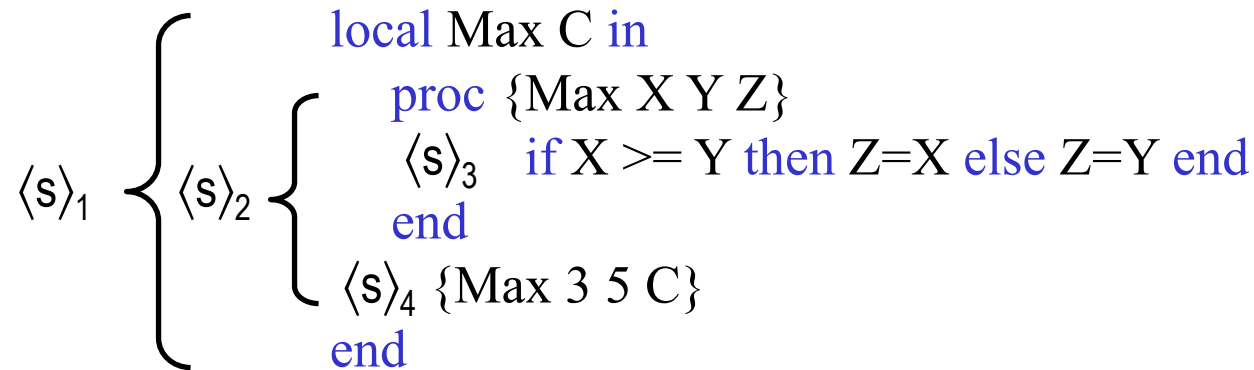 local Max C in
proc {Max X Y Z}
⟨s⟩3 if X >= Y then Z=X else Z=Y end
⟨s⟩1 ⟨s⟩2
end
⟨s⟩4 {Max 3 5 C}
end